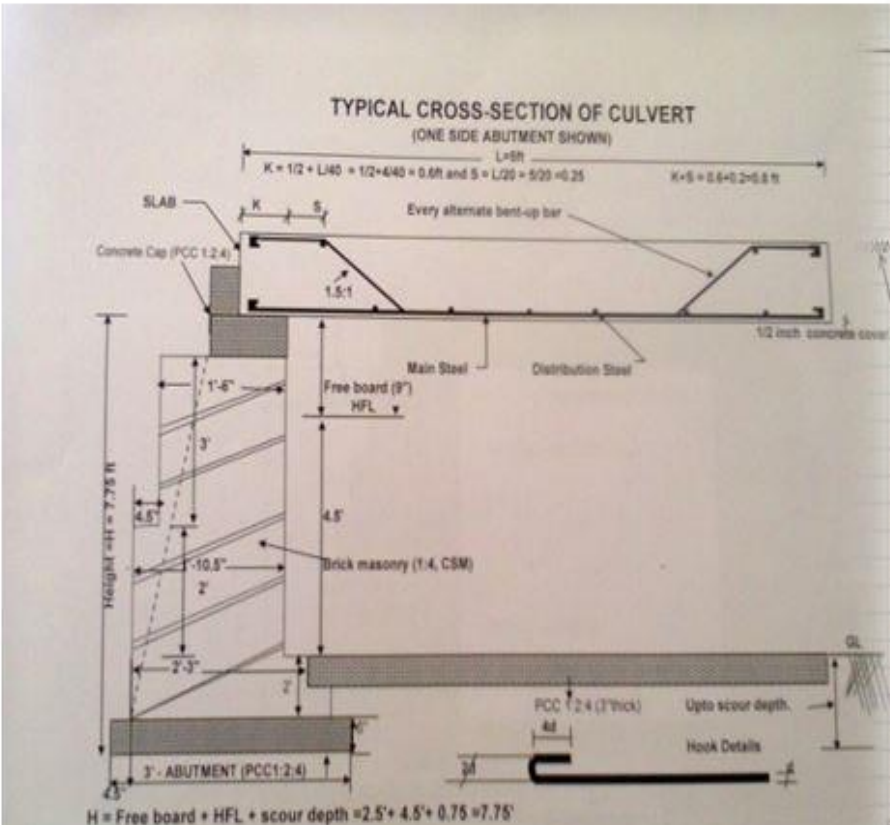 TYPICAL CROSS-SECTION OF CULVERT
(ONE SIDE ABUTMENT SHOWN)
L=5ft
K = 1/2 + L/40 = 1/2+4/40 = 0.6ft and S = L/20 = 5/20 =0.25
K+S = 0.6+0.2=0.8 ft
SLAB
K
S
Every alternate bent-up bar
Concrete Cap (PCC 1:2:4)
1.5:1
1/2 inch concrete cover
Main Steel
Distribution Steel
1'-6"
Free board (9")
HFL
3'
Height =H = 7.75 ft
4.5"
4.5'
-10.5"
Brick masonry (1:4, CSM)
2'
GL
2'-3"
PCC 1:2:4 (3"thick)
Upto scour depth.
4d
Hook Details
3'- ABUTMENT (PCC1:2:4)
4.5"
H = Free board + HFL + scour depth =2.5'+ 4.5'+ 0.75 =7.75'